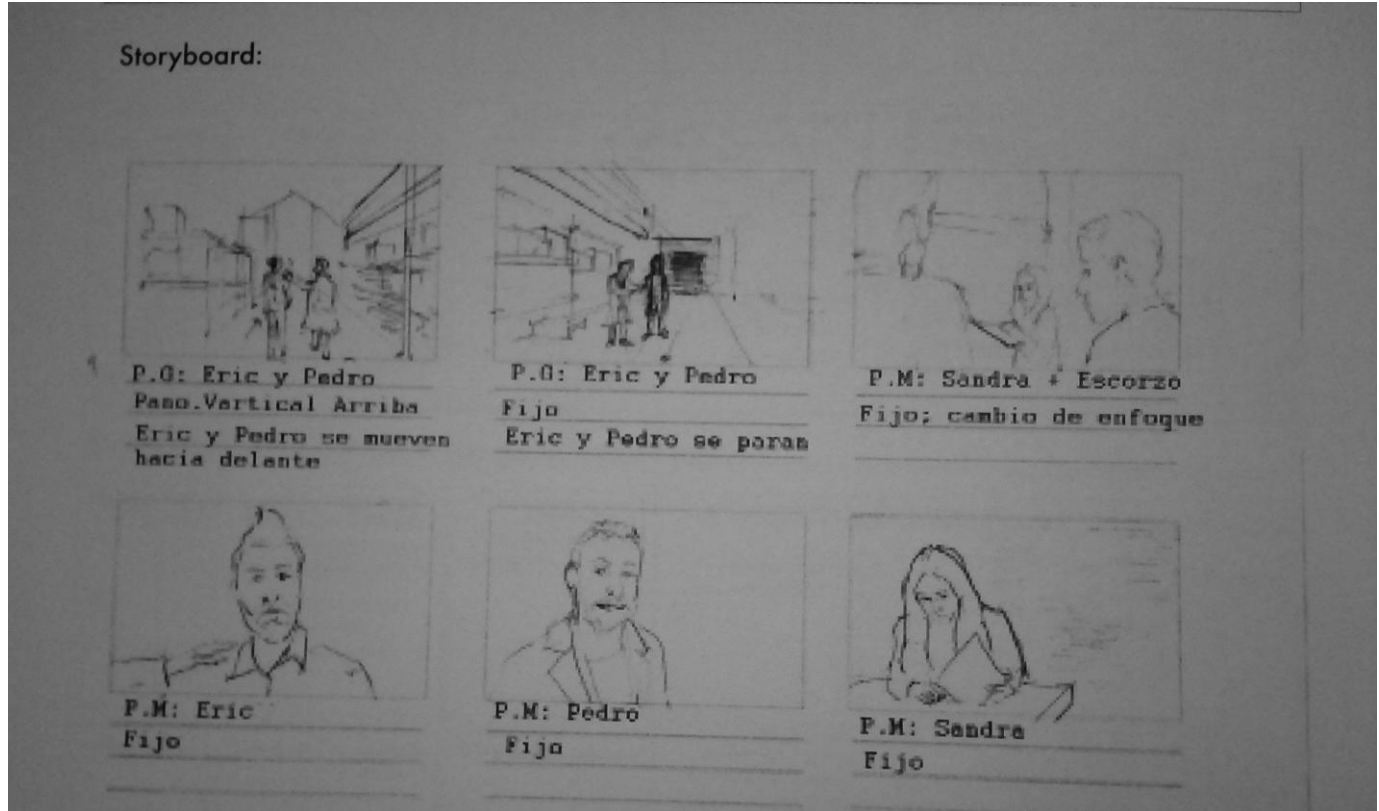 Storyboard:
P.G: Eric y Pedro
Pano.Vertical Arriba
Eric y Pedro se mueven
hacia delante
P.G: Eric y Pedro
Fijo
Eric y Pedro se paran
P.M: Sandra + Escorzo
Fijo; cambio de enfoque
P.M: Eric
Fijo
P.M: Pedro
Fijo
P.M: Sandra
Fijo